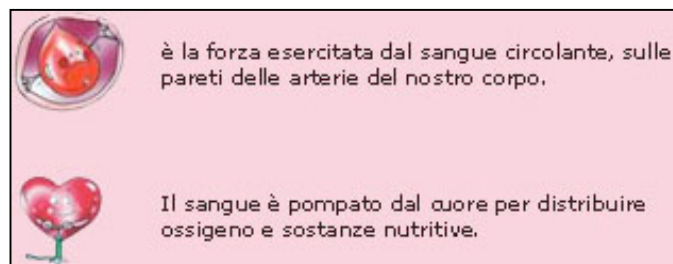 è la forza esercitata dal sangue circolante, sulle
pareti delle arterie del nostro corpo.
Il sangue è pompato dal cuore per distribuire
ossigeno e sostanze nutritive.